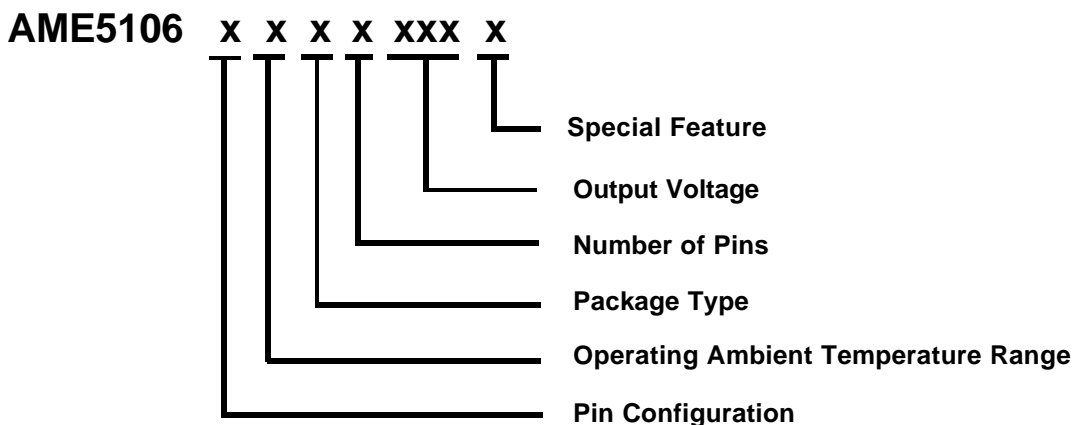 AME5106 x x x x xxx x
Special Feature
Output Voltage
Number of Pins
Package Type
Operating Ambient Temperature Range
Pin Configuration